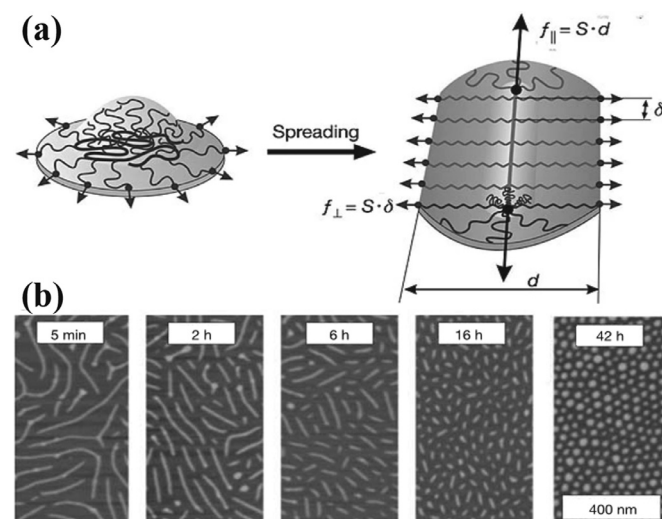 (a)
f∥ = S·d
Spreading
δ
f⊥ = S·δ
d
(b)
5 min
2 h
6 h
16 h
42 h
400 nm